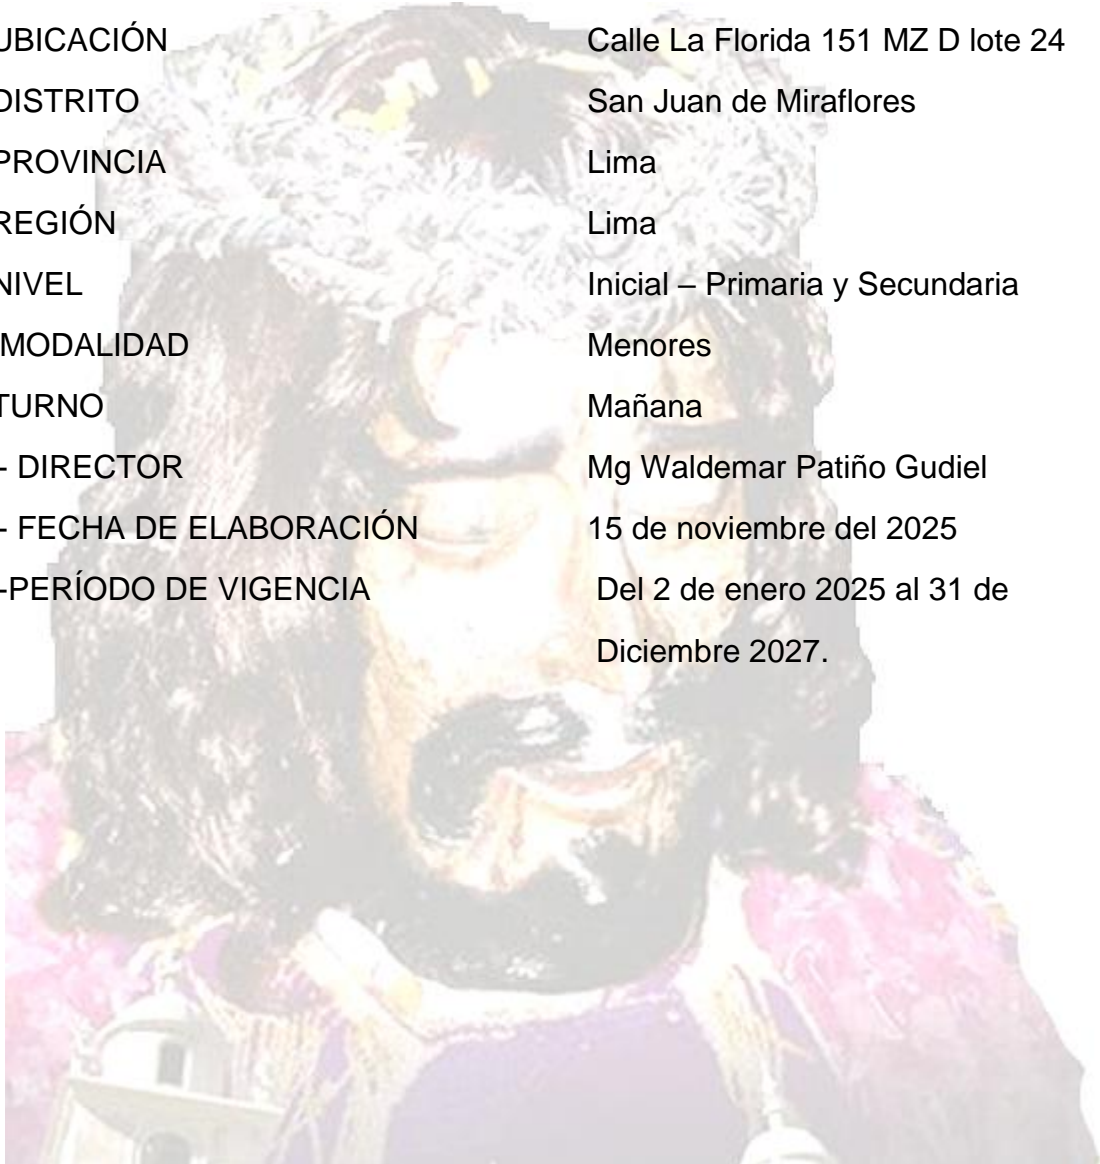 UBICACIÓN Calle La Florida 151 MZ D lote 24
DISTRITO San Juan de Miraflores
PROVINCIA Lima
REGIÓN Lima
NIVEL Inicial – Primaria y Secundaria
MODALIDAD Menores
TURNO Mañana
- DIRECTOR Mg Waldemar Patiño Gudiel
- FECHA DE ELABORACIÓN 15 de noviembre del 2025
-PERÍODO DE VIGENCIA Del 2 de enero 2025 al 31 de
Diciembre 2027.